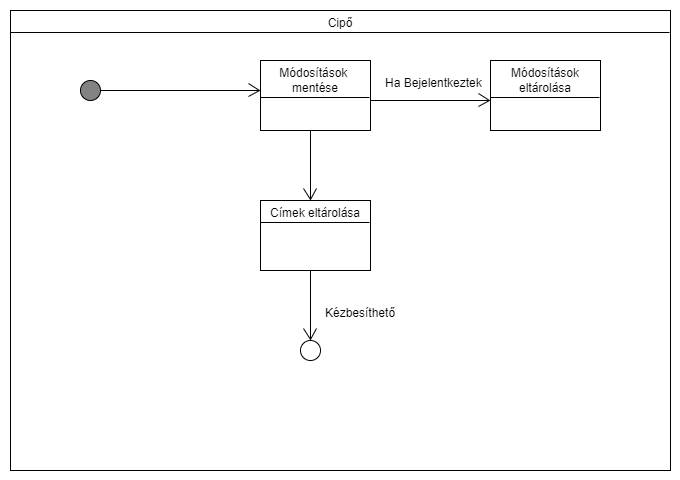 Cipő
Módosítások
mentése
Ha Bejelentkeztek
Módosítások
eltárolása
Címek eltárolása
Kézbesíthető